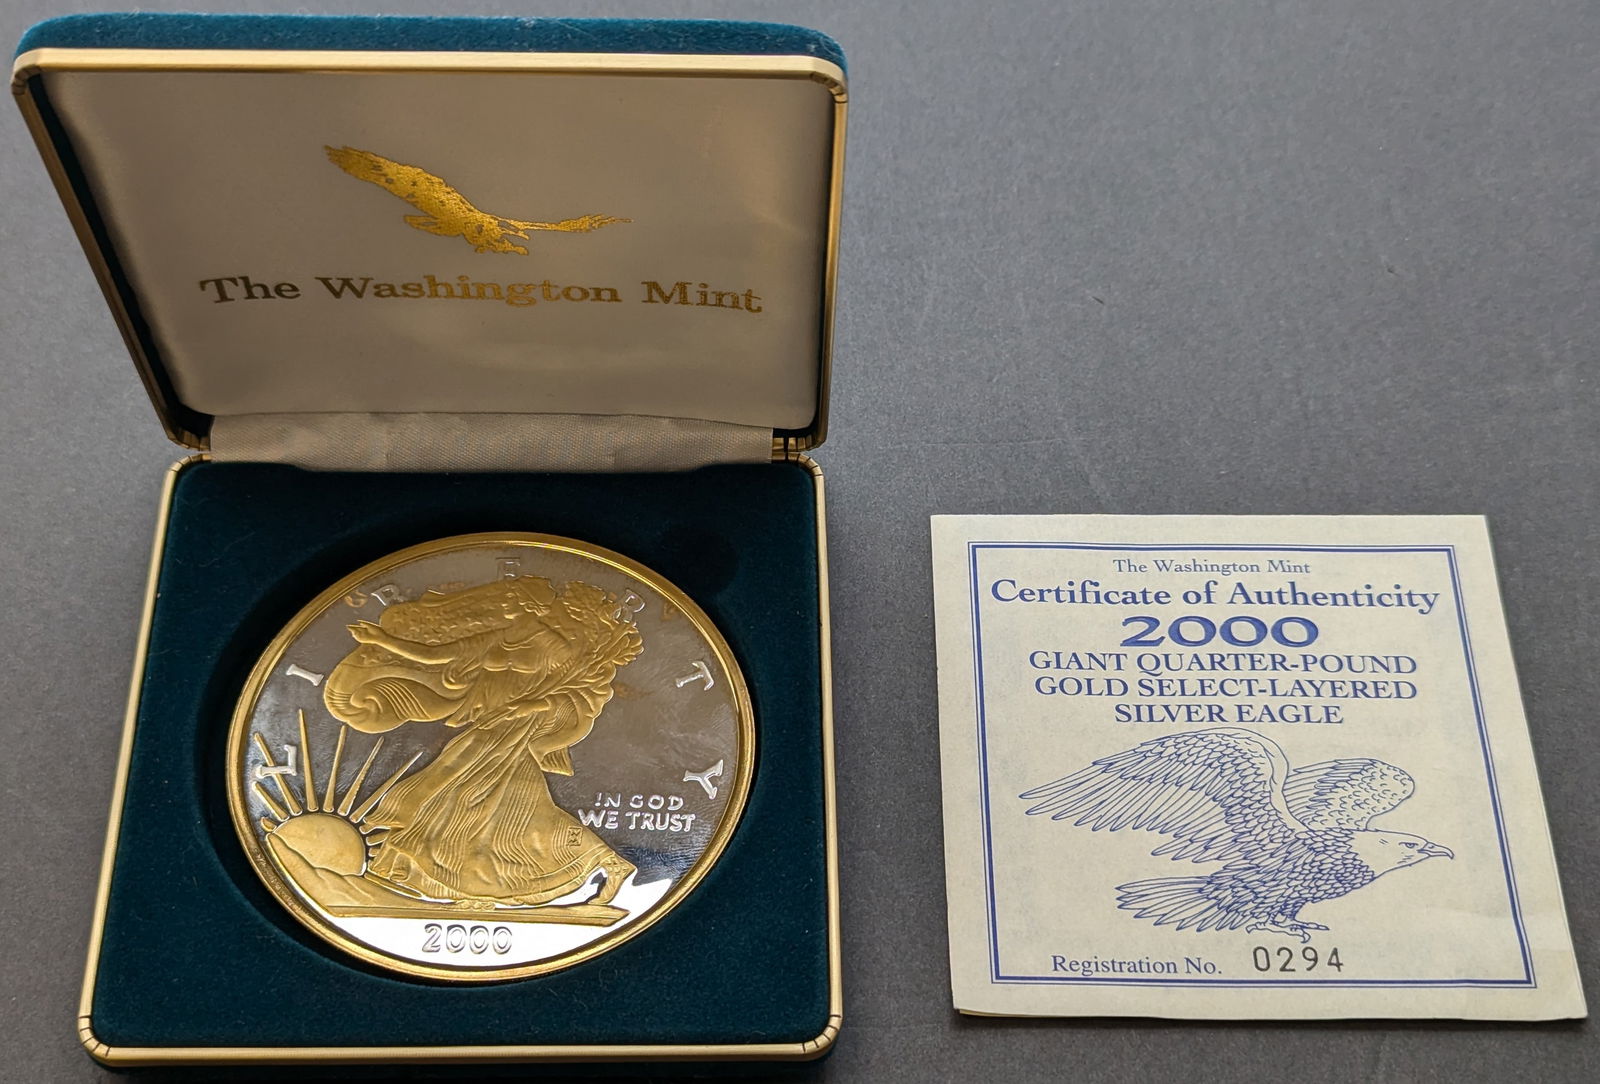 The Washington Mint
LIBERTY
IN GOD
WE TRUST
2000
The Washington Mint
Certificate of Authenticity
2000
GIANT QUARTER-POUND
GOLD SELECT-LAYERED
SILVER EAGLE
Registration No. 0294